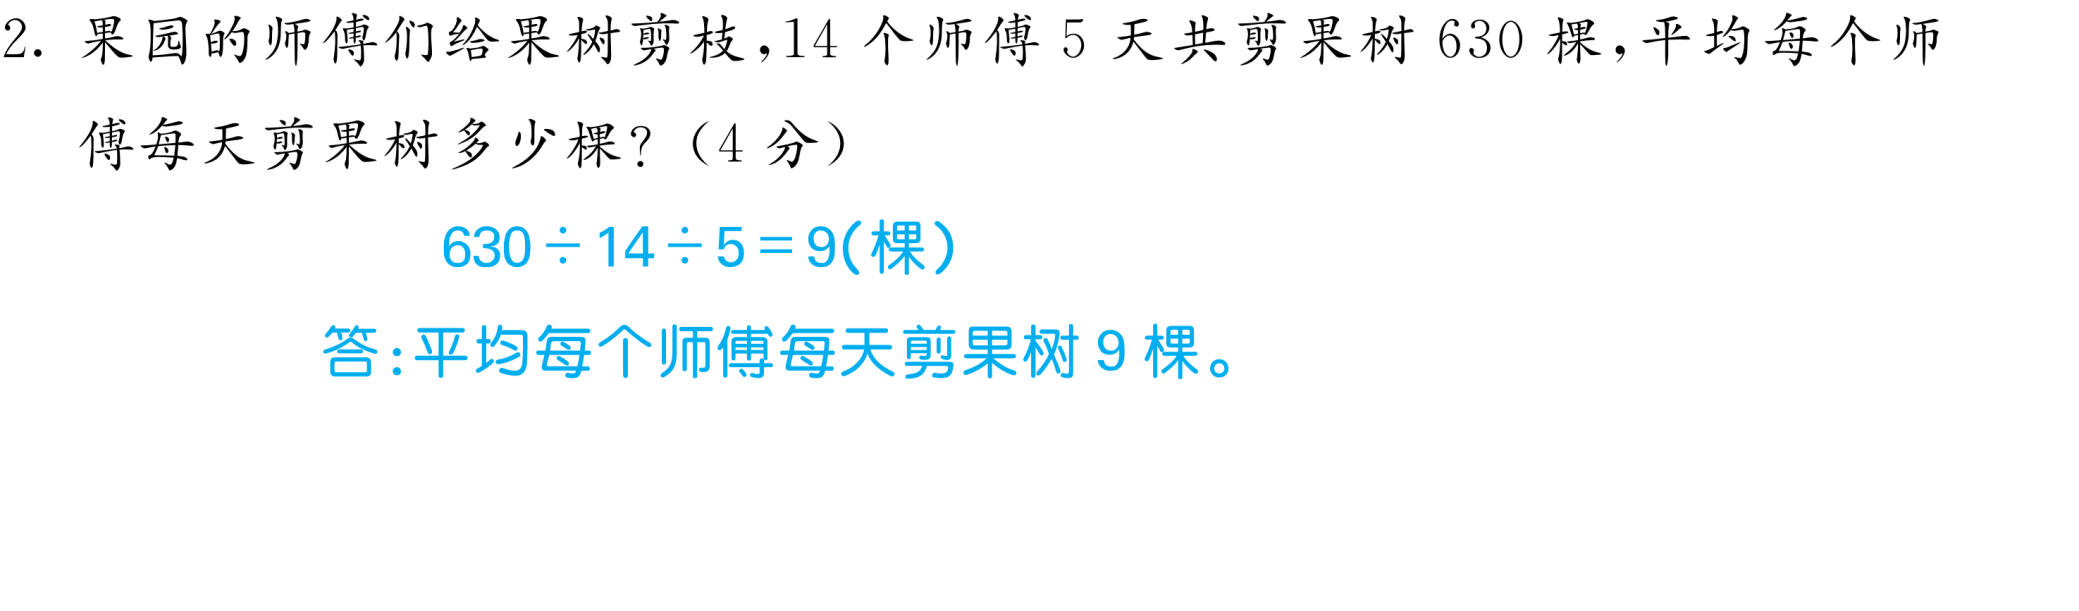 2. 果园的师傅们给果树剪枝,14 个师傅 5 天共剪果树 630 棵,平均每个师
傅每天剪果树多少棵?(4 分)
630÷14÷5=9(棵)
答:平均每个师傅每天剪果树 9 棵。